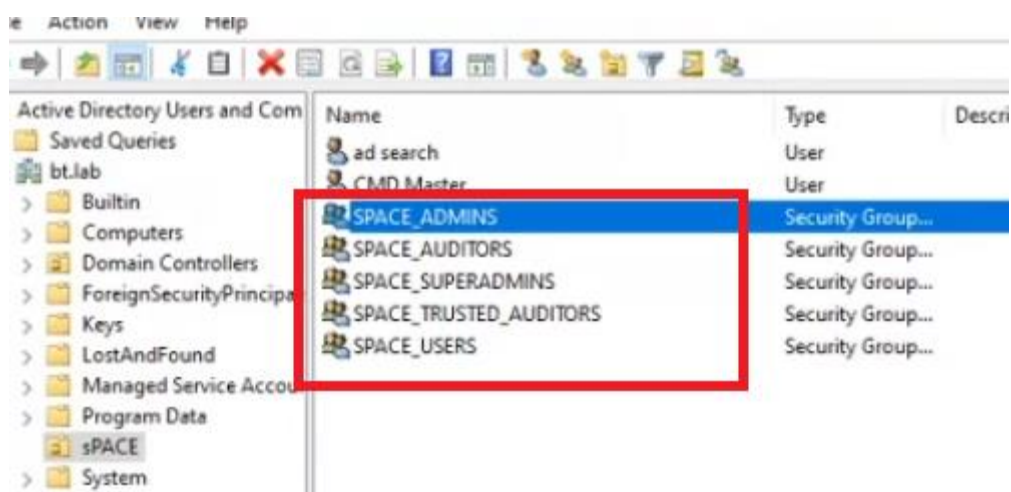 e Action View Help
Active Directory Users and Com
Saved Queries
bt.lab
Builtin
Computers
Domain Controllers
ForeignSecurityPrincipa
Keys
LostAndFound
Managed Service Accou
Program Data
sPACE
System
Name Type Descri
ad search User
CMD Master User
SPACE_ADMINS Security Group...
SPACE_AUDITORS Security Group...
SPACE_SUPERADMINS Security Group...
SPACE_TRUSTED_AUDITORS Security Group...
SPACE_USERS Security Group...